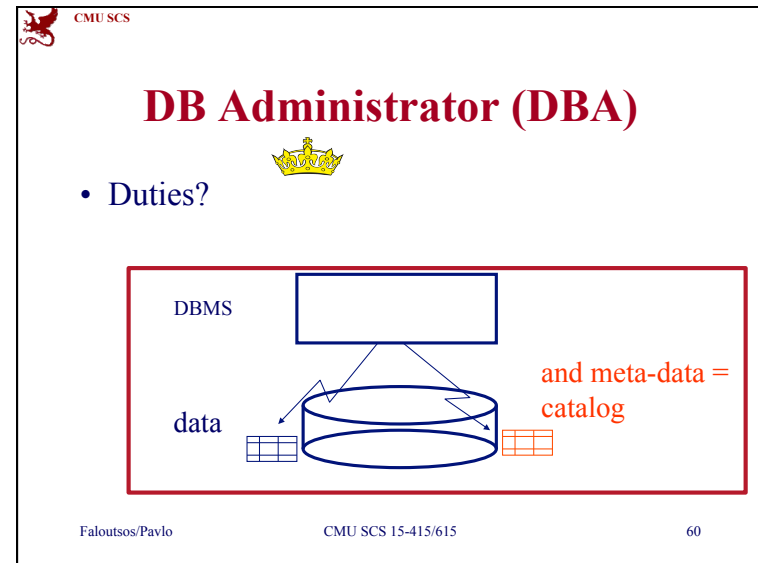 CMU SCS
DB Administrator (DBA)
• Duties?
DBMS
data
and meta-data =
catalog
Faloutsos/Pavlo
CMU SCS 15-415/615
60